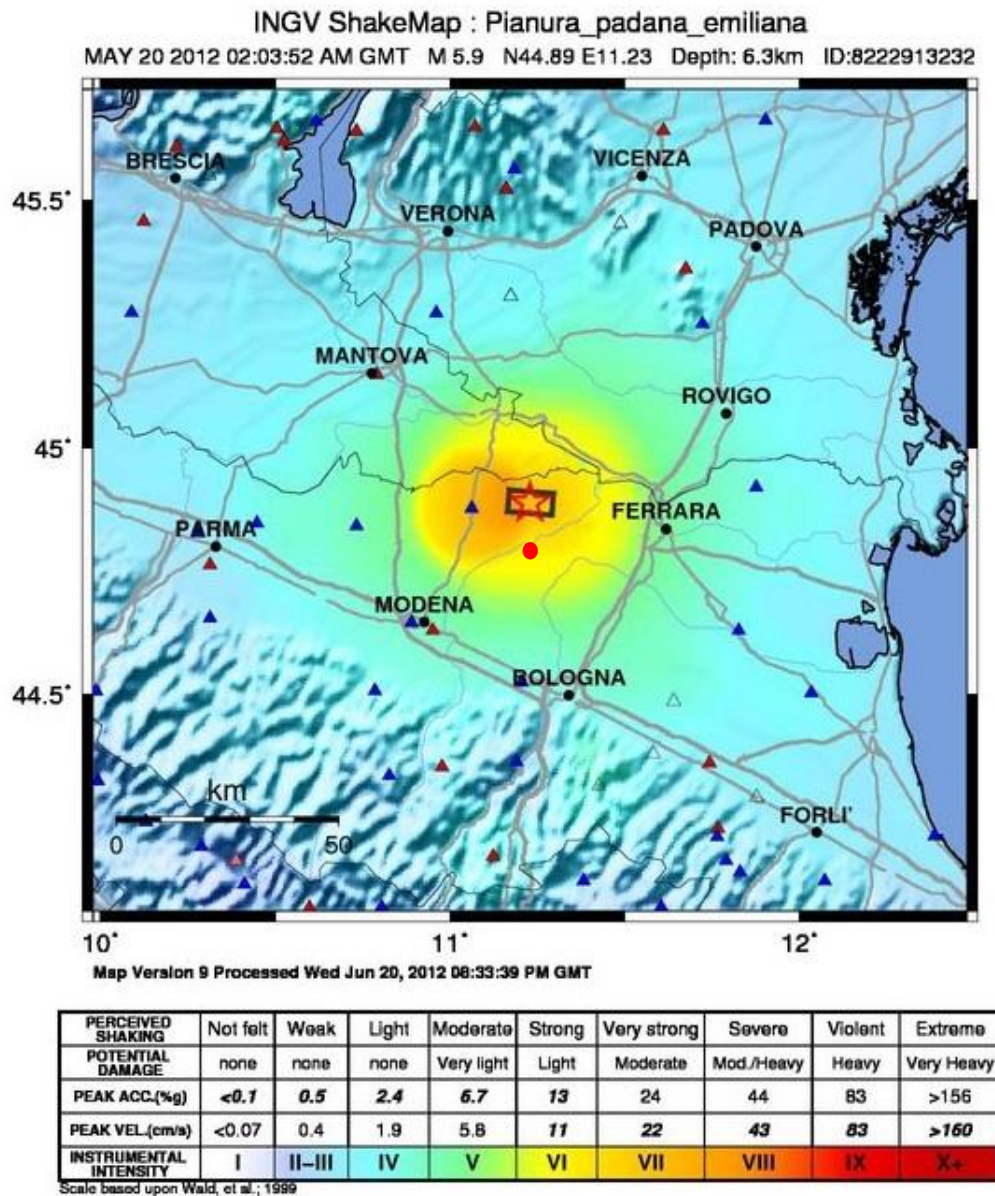 INGV ShakeMap : Pianura_padana_emiliana
MAY 20 2012 02:03:52 AM GMT M 5.9 N44.89 E11.23 Depth: 6.3km ID:8222913232
BRESCIA
VICENZA
45.5˚
VERONA
PADOVA
MANTOVA
ROVIGO
45˚
FERRARA
PARMA
MODENA
44.5˚
BOLOGNA
km
FORLI'
0 50
10˚ 11˚ 12˚
Map Version 9 Processed Wed Jun 20, 2012 08:33:39 PM GMT
PERCEIVED SHAKING Not felt Weak Light Moderate Strong Very strong Severe Violent Extreme
POTENTIAL DAMAGE none none none Very light Light Moderate Mod./Heavy Heavy Very Heavy
PEAK ACC.(%g) <0.1 0.5 2.4 6.7 13 24 44 83 >156
PEAK VEL.(cm/s) <0.07 0.4 1.9 5.8 11 22 43 83 >160
INSTRUMENTAL INTENSITY I II–III IV V VI VII VIII IX X+
Scale based upon Wald, et al.; 1999